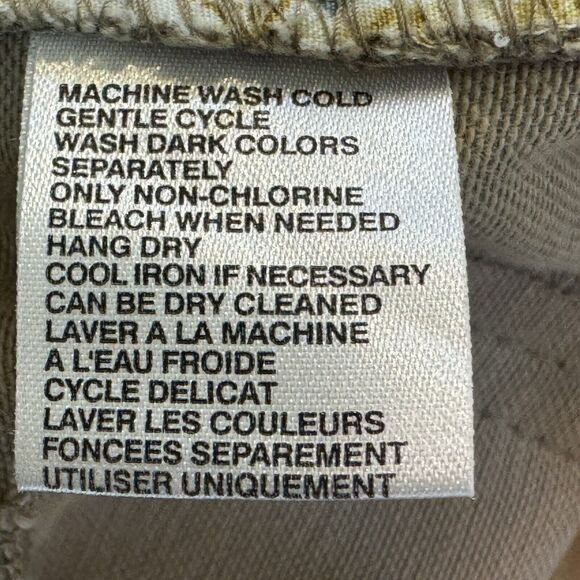 MACHINE WASH COLD
GENTLE CYCLE
WASH DARK COLORS
SEPARATELY
ONLY NON-CHLORINE
BLEACH WHEN NEEDED
HANG DRY
COOL IRON IF NECESSARY
CAN BE DRY CLEANED
LAVER A LA MACHINE
A L'EAU FROIDE
CYCLE DELICAT
LAVER LES COULEURS
FONCEES SEPAREMENT
UTILISER UNIQUEMENT